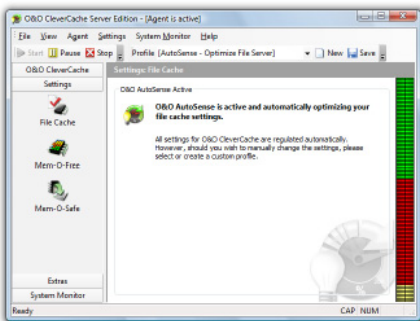 O&O CleverCache Server Edition - [Agent is active]
File View Agent Settings System Monitor Help
Start Pause Stop Profile [AutoSense - Optimize File Server] New Save
O&O CleverCache
Settings: File Cache
Settings
O&O AutoSense Active
O&O AutoSense is active and automatically optimizing your
file cache settings.
All settings for O&O CleverCache are regulated automatically.
However, should you wish to manually change the settings, please
select or create a custom profile.
File Cache
Mem-O-Free
Mem-O-Safe
Extras
System Monitor
Ready CAP NUM